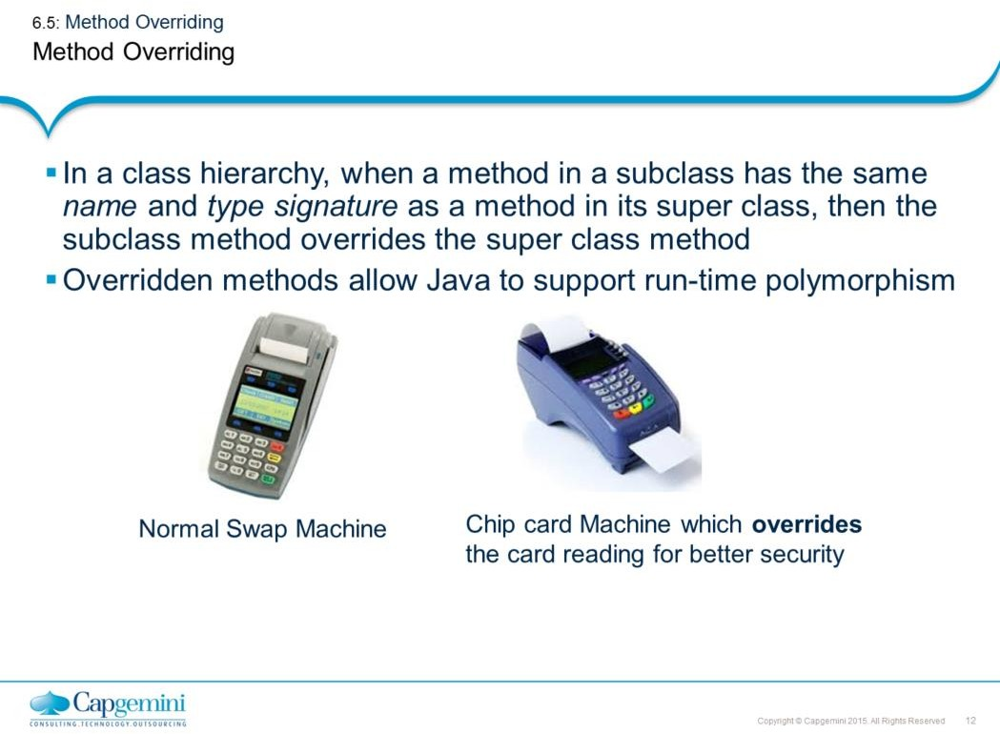 6.5: Method Overriding
Method Overriding
In a class hierarchy, when a method in a subclass has the same
name and type signature as a method in its super class, then the
subclass method overrides the super class method
Overridden methods allow Java to support run-time polymorphism
Normal Swap Machine
Chip card Machine which overrides
the card reading for better security
Capgemini
CONSULTING.TECHNOLOGY.OUTSOURCING
Copyright © Capgemini 2015. All Rights Reserved 12